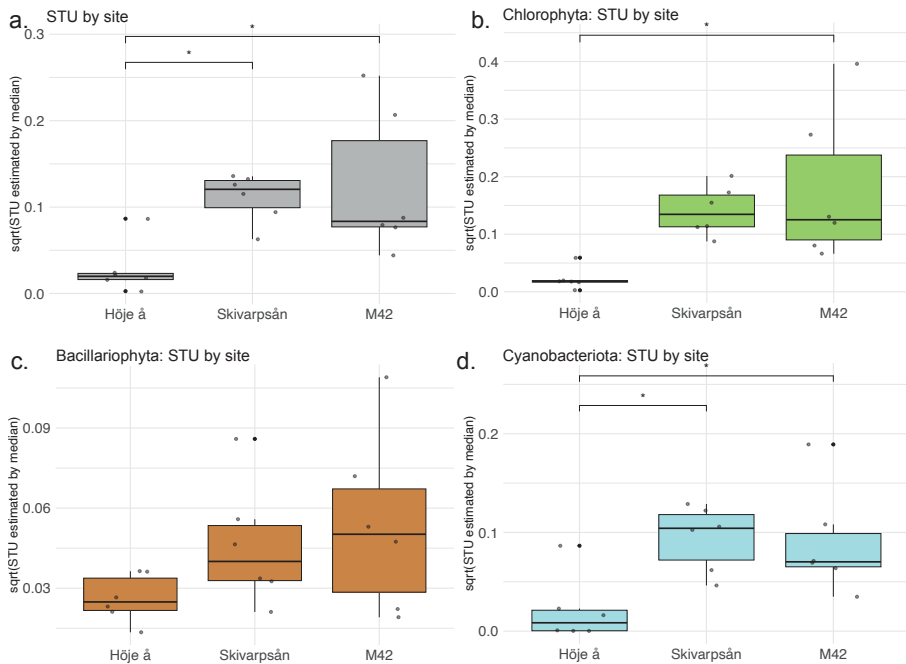 a. STU by site
sqrt(STU estimated by median)
0.3
0.2
0.1
0.0
*
*
Höje å Skivarpsån M42
b. Chlorophyta: STU by site
sqrt(STU estimated by median)
0.4
0.3
0.2
0.1
0.0
*
Höje å Skivarpsån M42
c. Bacillariophyta: STU by site
sqrt(STU estimated by median)
0.09
0.06
0.03
Höje å Skivarpsån M42
d. Cyanobacteriota: STU by site
sqrt(STU estimated by median)
0.2
0.1
0.0
*
*
Höje å Skivarpsån M42